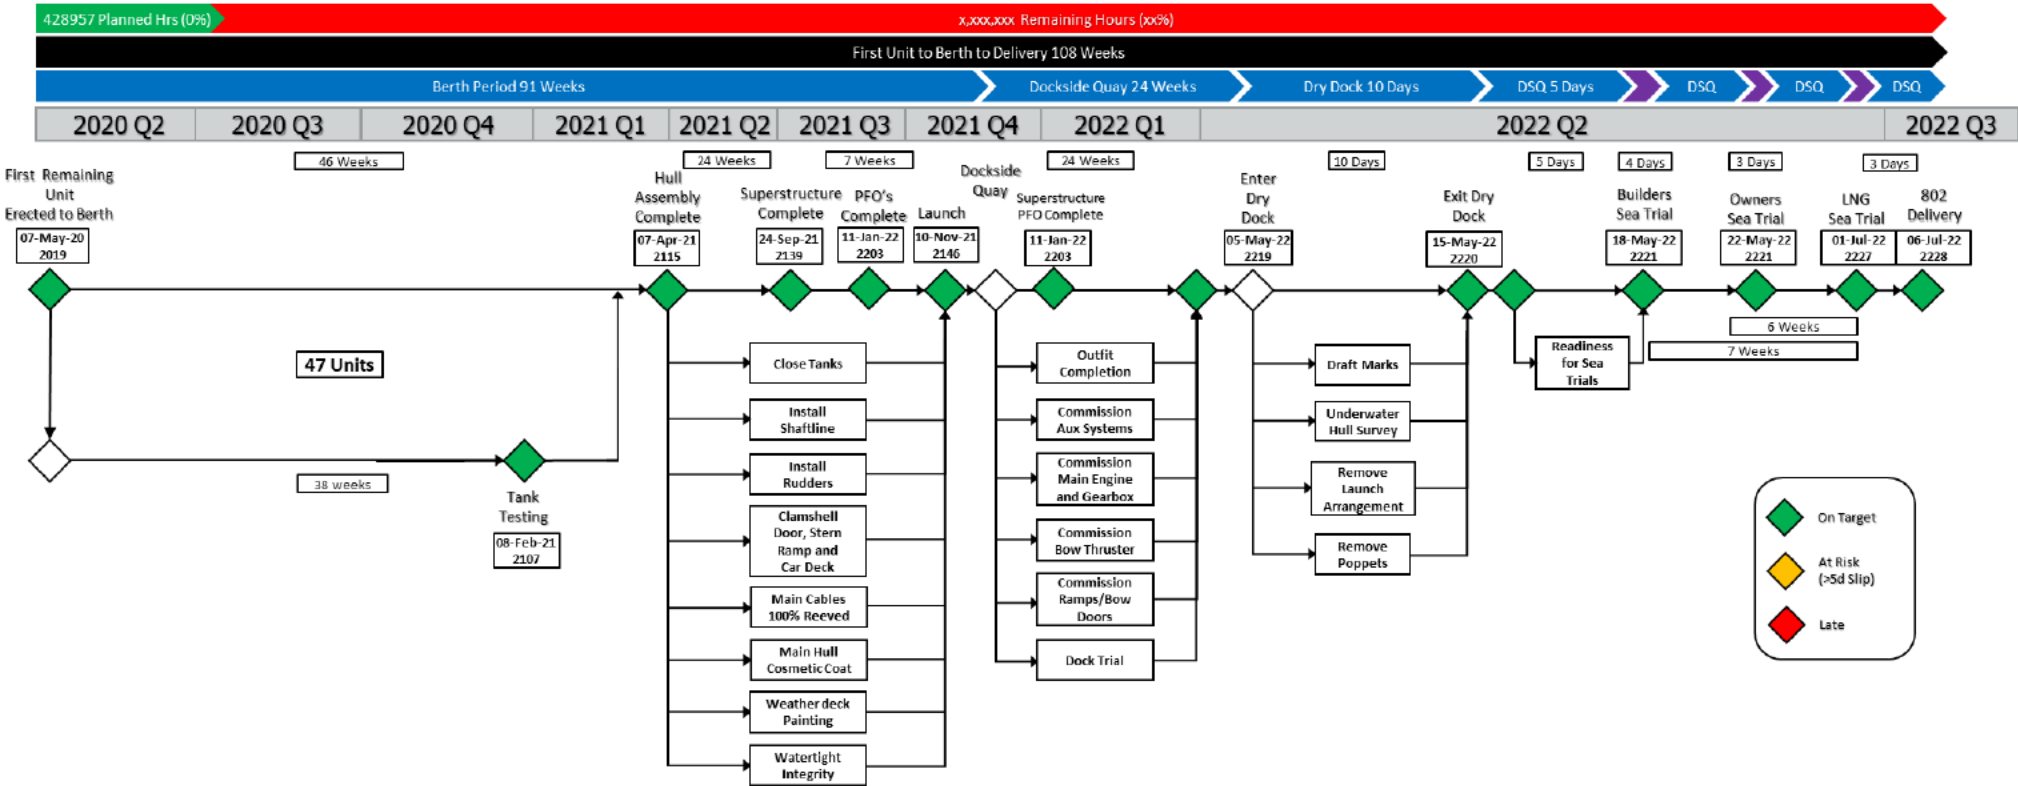 428957 Planned Hrs (0%)
x,xxx,xxx Remaining Hours (xx%)
First Unit to Berth to Delivery 108 Weeks
Berth Period 91 Weeks
Dockside Quay 24 Weeks
Dry Dock 10 Days
DSQ 5 Days
DSQ
DSQ
DSQ
2020 Q2
2020 Q3
2020 Q4
2021 Q1
2021 Q2
2021 Q3
2021 Q4
2022 Q1
2022 Q2
2022 Q3
46 Weeks
24 Weeks
7 Weeks
24 Weeks
10 Days
5 Days
4 Days
3 Days
3 Days
First Remaining
Unit
Erected to Berth
07-May-20
2019
Hull
Assembly
Complete
07-Apr-21
2115
Superstructure
Complete
24-Sep-21
2139
PFO's
Complete
11-Jan-22
2203
Launch
10-Nov-21
2146
Dockside
Quay
Superstructure
PFO Complete
11-Jan-22
2203
Enter
Dry
Dock
05-May-22
2219
Exit Dry
Dock
15-May-22
2220
Builders
Sea Trial
18-May-22
2221
Owners
Sea Trial
22-May-22
2221
LNG
Sea Trial
01-Jul-22
2227
802
Delivery
06-Jul-22
2228
6 Weeks
7 Weeks
47 Units
38 weeks
Tank
Testing
08-Feb-21
2107
Close Tanks
Install
Shaftline
Install
Rudders
Clamshell
Door, Stern
Ramp and
Car Deck
Main Cables
100% Reeved
Main Hull
Cosmetic Coat
Weather deck
Painting
Watertight
Integrity
Outfit
Completion
Commission
Aux Systems
Commission
Main Engine
and Gearbox
Commission
Bow Thruster
Commission
Ramps/Bow
Doors
Dock Trial
Draft Marks
Underwater
Hull Survey
Remove
Launch
Arrangement
Remove
Poppets
Readiness
for Sea
Trials
On Target
At Risk
(>5d Slip)
Late